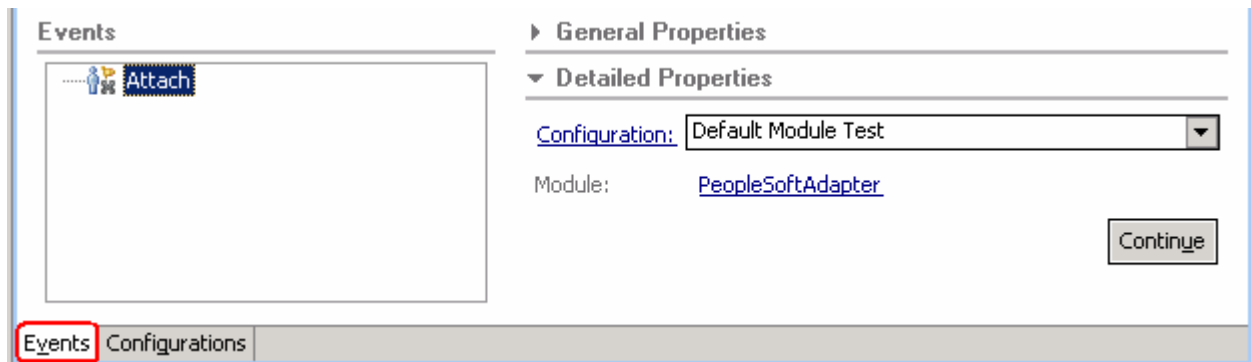 Events
Attach
General Properties
Detailed Properties
Configuration: Default Module Test
Module: PeopleSoftAdapter
Continue
Events Configurations